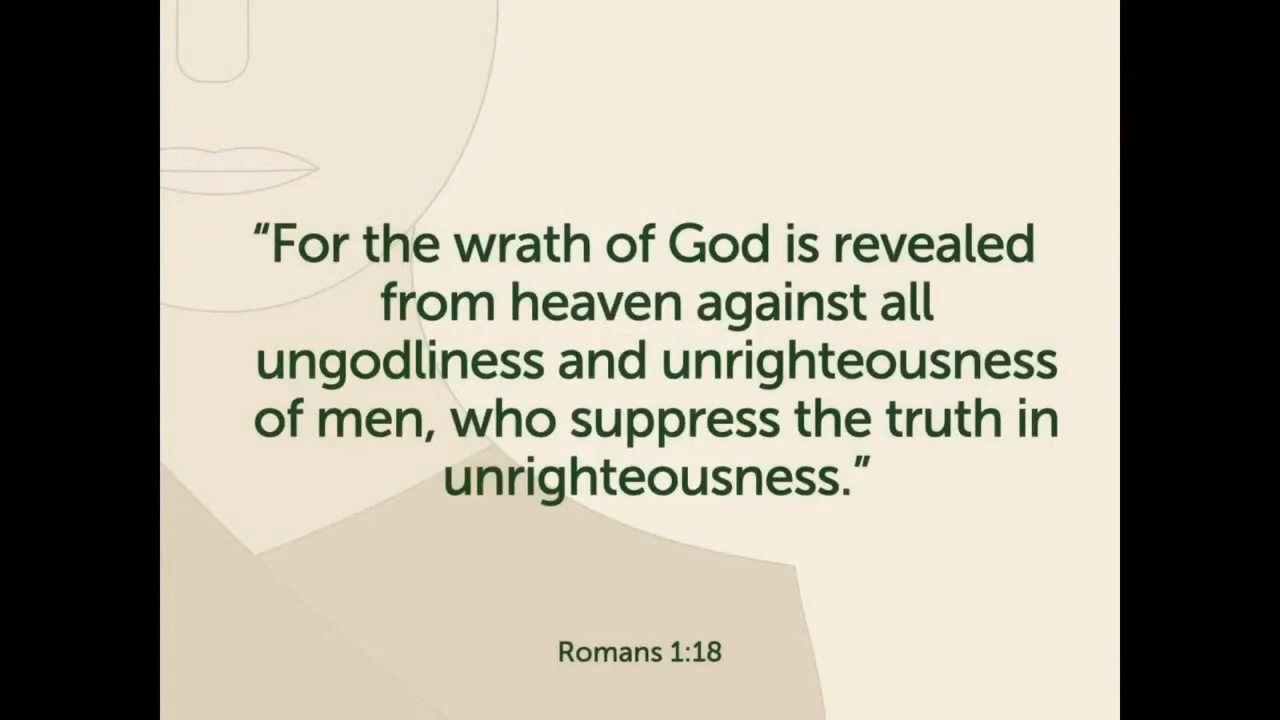 “For the wrath of God is revealed
from heaven against all
ungodliness and unrighteousness
of men, who suppress the truth in
unrighteousness.”
Romans 1:18